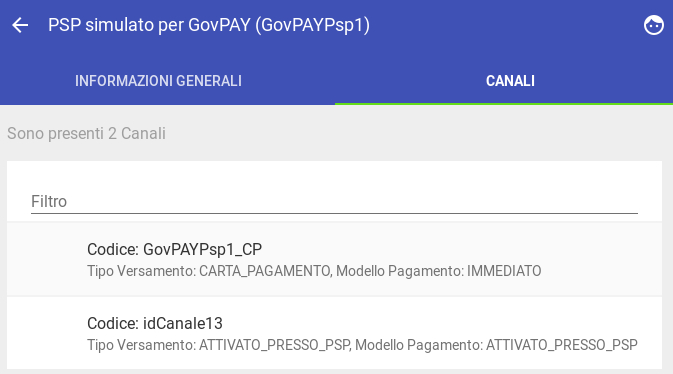 PSP simulato per GovPAY (GovPAYPsp1)
INFORMAZIONI GENERALI
CANALI
Sono presenti 2 Canali
Filtro
Codice: GovPAYPsp1_CP
Tipo Versamento: CARTA_PAGAMENTO, Modello Pagamento: IMMEDIATO
Codice: idCanale13
Tipo Versamento: ATTIVATO_PRESSO_PSP, Modello Pagamento: ATTIVATO_PRESSO_PSP